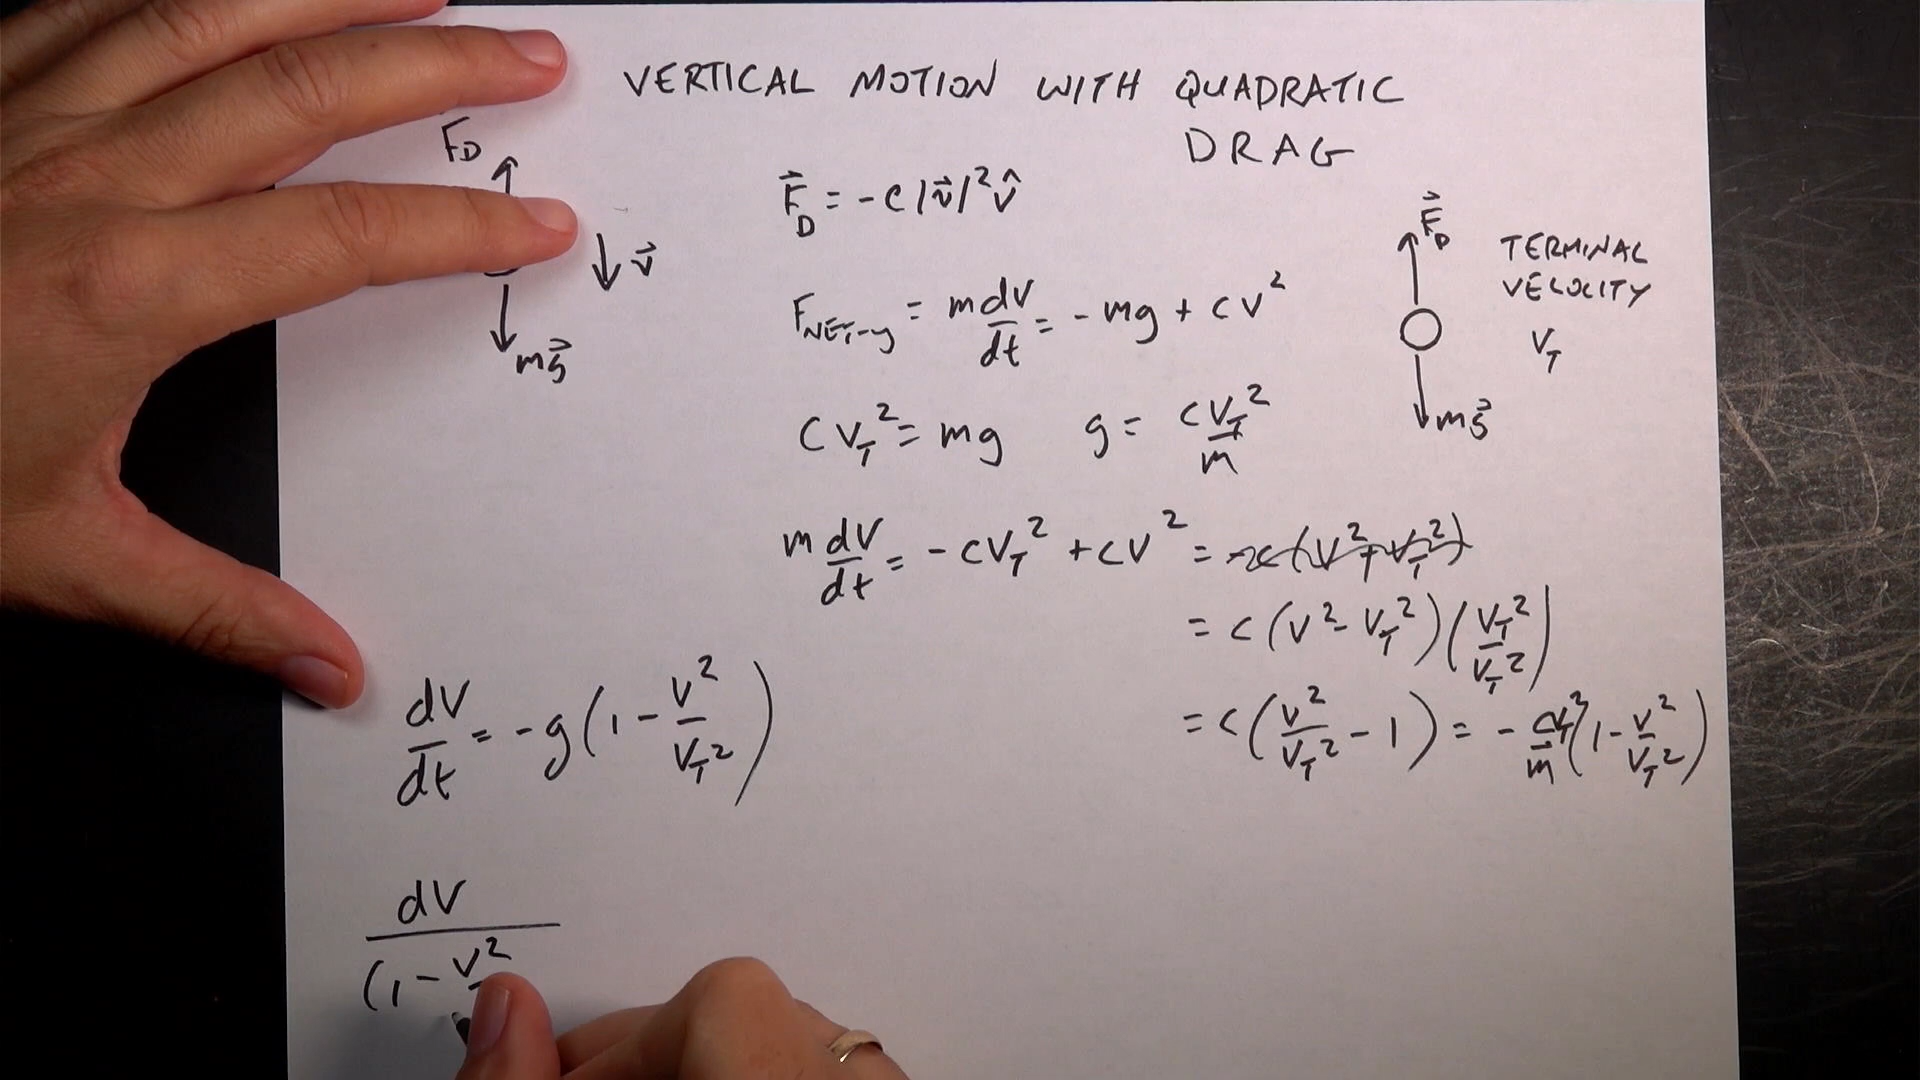 VERTICAL MOTION WITH QUADRATIC
DRAG
F_D
v⃗
mg⃗
F⃗_D = -c|v⃗|² v̂
F_NET-y = m dv/dt = -mg + cv²
cv_T² = mg   g = cv_T²/m
F⃗_D
TERMINAL
VELOCITY
v_T
mg⃗
m dv/dt = -cv_T² + cv² =
= c(v² - v_T²)(v_T²/v_T²)
= c(v²/v_T² - 1) = - cv_T²/m (1 - v²/v_T²)
dv/dt = -g(1 - v²/v_T²)
dv
(1 - v²